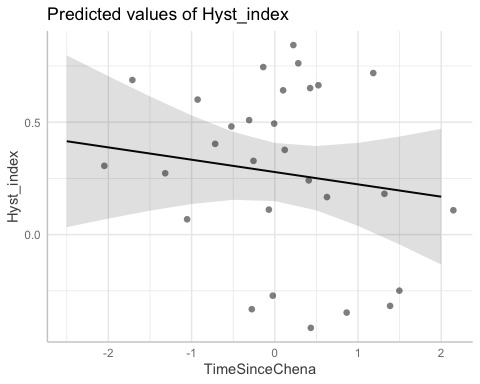 Predicted values of Hyst_index
Hyst_index
0.5
0.0
-2
-1
0
1
2
TimeSinceChena